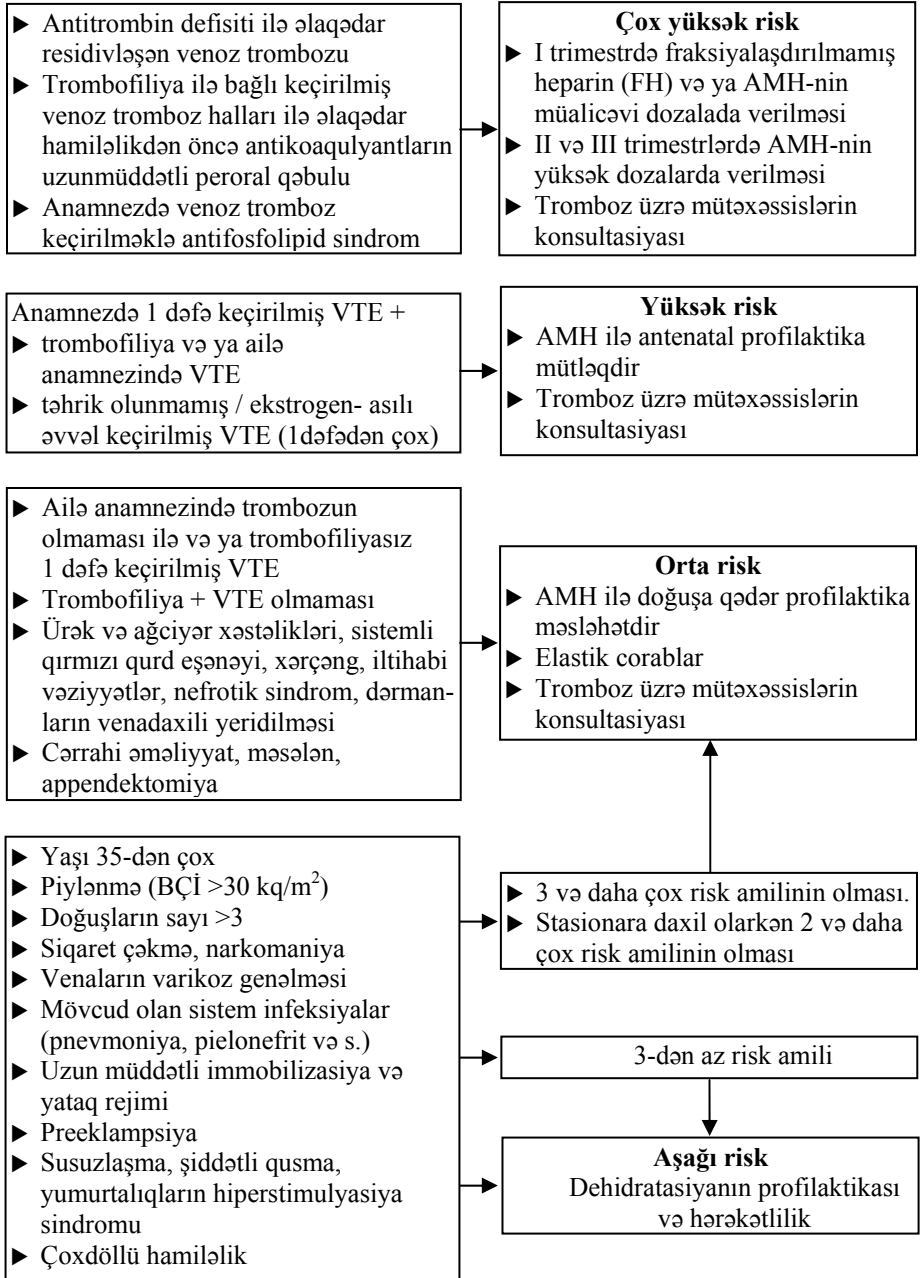 ▶ Antitrombin defisiti ilə əlaqədar
residivləşən venoz trombozu
▶ Trombofiliya ilə bağlı keçirilmiş
venoz tromboz halları ilə əlaqədar
hamiləlikdən öncə antikoaqulyantların
uzunmüddətli peroral qəbulu
▶ Anamnezdə venoz tromboz
keçirilməklə antifosfolipid sindrom
Çox yüksək risk
▶ I trimestrdə fraksiyalaşdırılmamış
heparin (FH) və ya AMH-nin
müalicəvi dozalada verilməsi
▶ II və III trimestrlərdə AMH-nin
yüksək dozalarda verilməsi
▶ Tromboz üzrə mütəxəssislərin
konsultasiyası
Anamnezdə 1 dəfə keçirilmiş VTE +
▶ trombofiliya və ya ailə
anamnezində VTE
▶ təhrik olunmamış / ekstrogen- asılı
əvvəl keçirilmiş VTE (1dəfədən çox)
Yüksək risk
▶ AMH ilə antenatal profilaktika
mütləqdir
▶ Tromboz üzrə mütəxəssislərin
konsultasiyası
▶ Ailə anamnezində trombozun
olmaması ilə və ya trombofiliyasız
1 dəfə keçirilmiş VTE
▶ Trombofiliya + VTE olmaması
▶ Ürək və ağciyər xəstəlikləri, sistemli
qırmızı qurd eşənəyi, xərçəng, iltihabi
vəziyyətlər, nefrotik sindrom, dərman-
ların venadaxili yeridilməsi
▶ Cərrahi əməliyyat, məsələn,
appendektomiya
Orta risk
▶ AMH ilə doğuşa qədər profilaktika
məsləhətdir
▶ Elastik corablar
▶ Tromboz üzrə mütəxəssislərin
konsultasiyası
▶ Yaşı 35-dən çox
▶ Piylənmə (BÇİ >30 kq/m²)
▶ Doğuşların sayı >3
▶ Siqaret çəkmə, narkomaniya
▶ Venaların varikoz genəlməsi
▶ Mövcud olan sistem infeksiyalar
(pnevmoniya, pielonefrit və s.)
▶ Uzun müddətli immobilizasiya və
yataq rejimi
▶ Preeklampsiya
▶ Susuzlaşma, şiddətli qusma,
yumurtalıqların hiperstimulyasiya
sindromu
▶ Çoxdöllü hamiləlik
▶ 3 və daha çox risk amilinin olması.
▶ Stasionara daxil olarkən 2 və daha
çox risk amilinin olması
3-dən az risk amili
Aşağı risk
Dehidratasiyanın profilaktikası
və hərəkətlilik